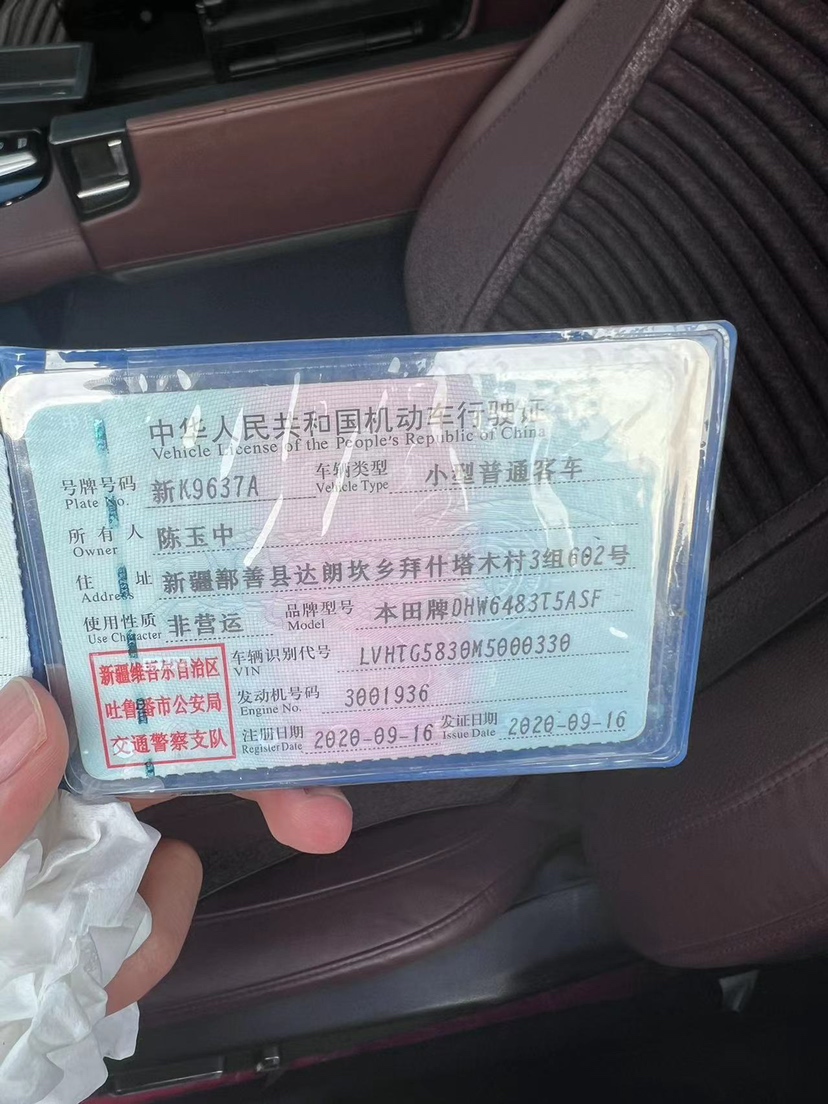 中华人民共和国机动车行驶证
Vehicle License of the People's Republic of China
号牌号码 新K9637A 车辆类型 小型普通客车
Plate No. Vehicle Type
所有人 陈玉中
Owner
住址 新疆鄯善县达朗坎乡拜什塔木村3组602号
Address
使用性质 非营运 品牌型号 本田牌DHW6483T5ASF
Use Character Model
新疆维吾尔自治区
吐鲁番市公安局
交通警察支队
车辆识别代号 LVHTG5830M5000330
VIN
发动机号码 3001936
Engine No.
注册日期 2020-09-16 发证日期 2020-09-16
Register Date Issue Date